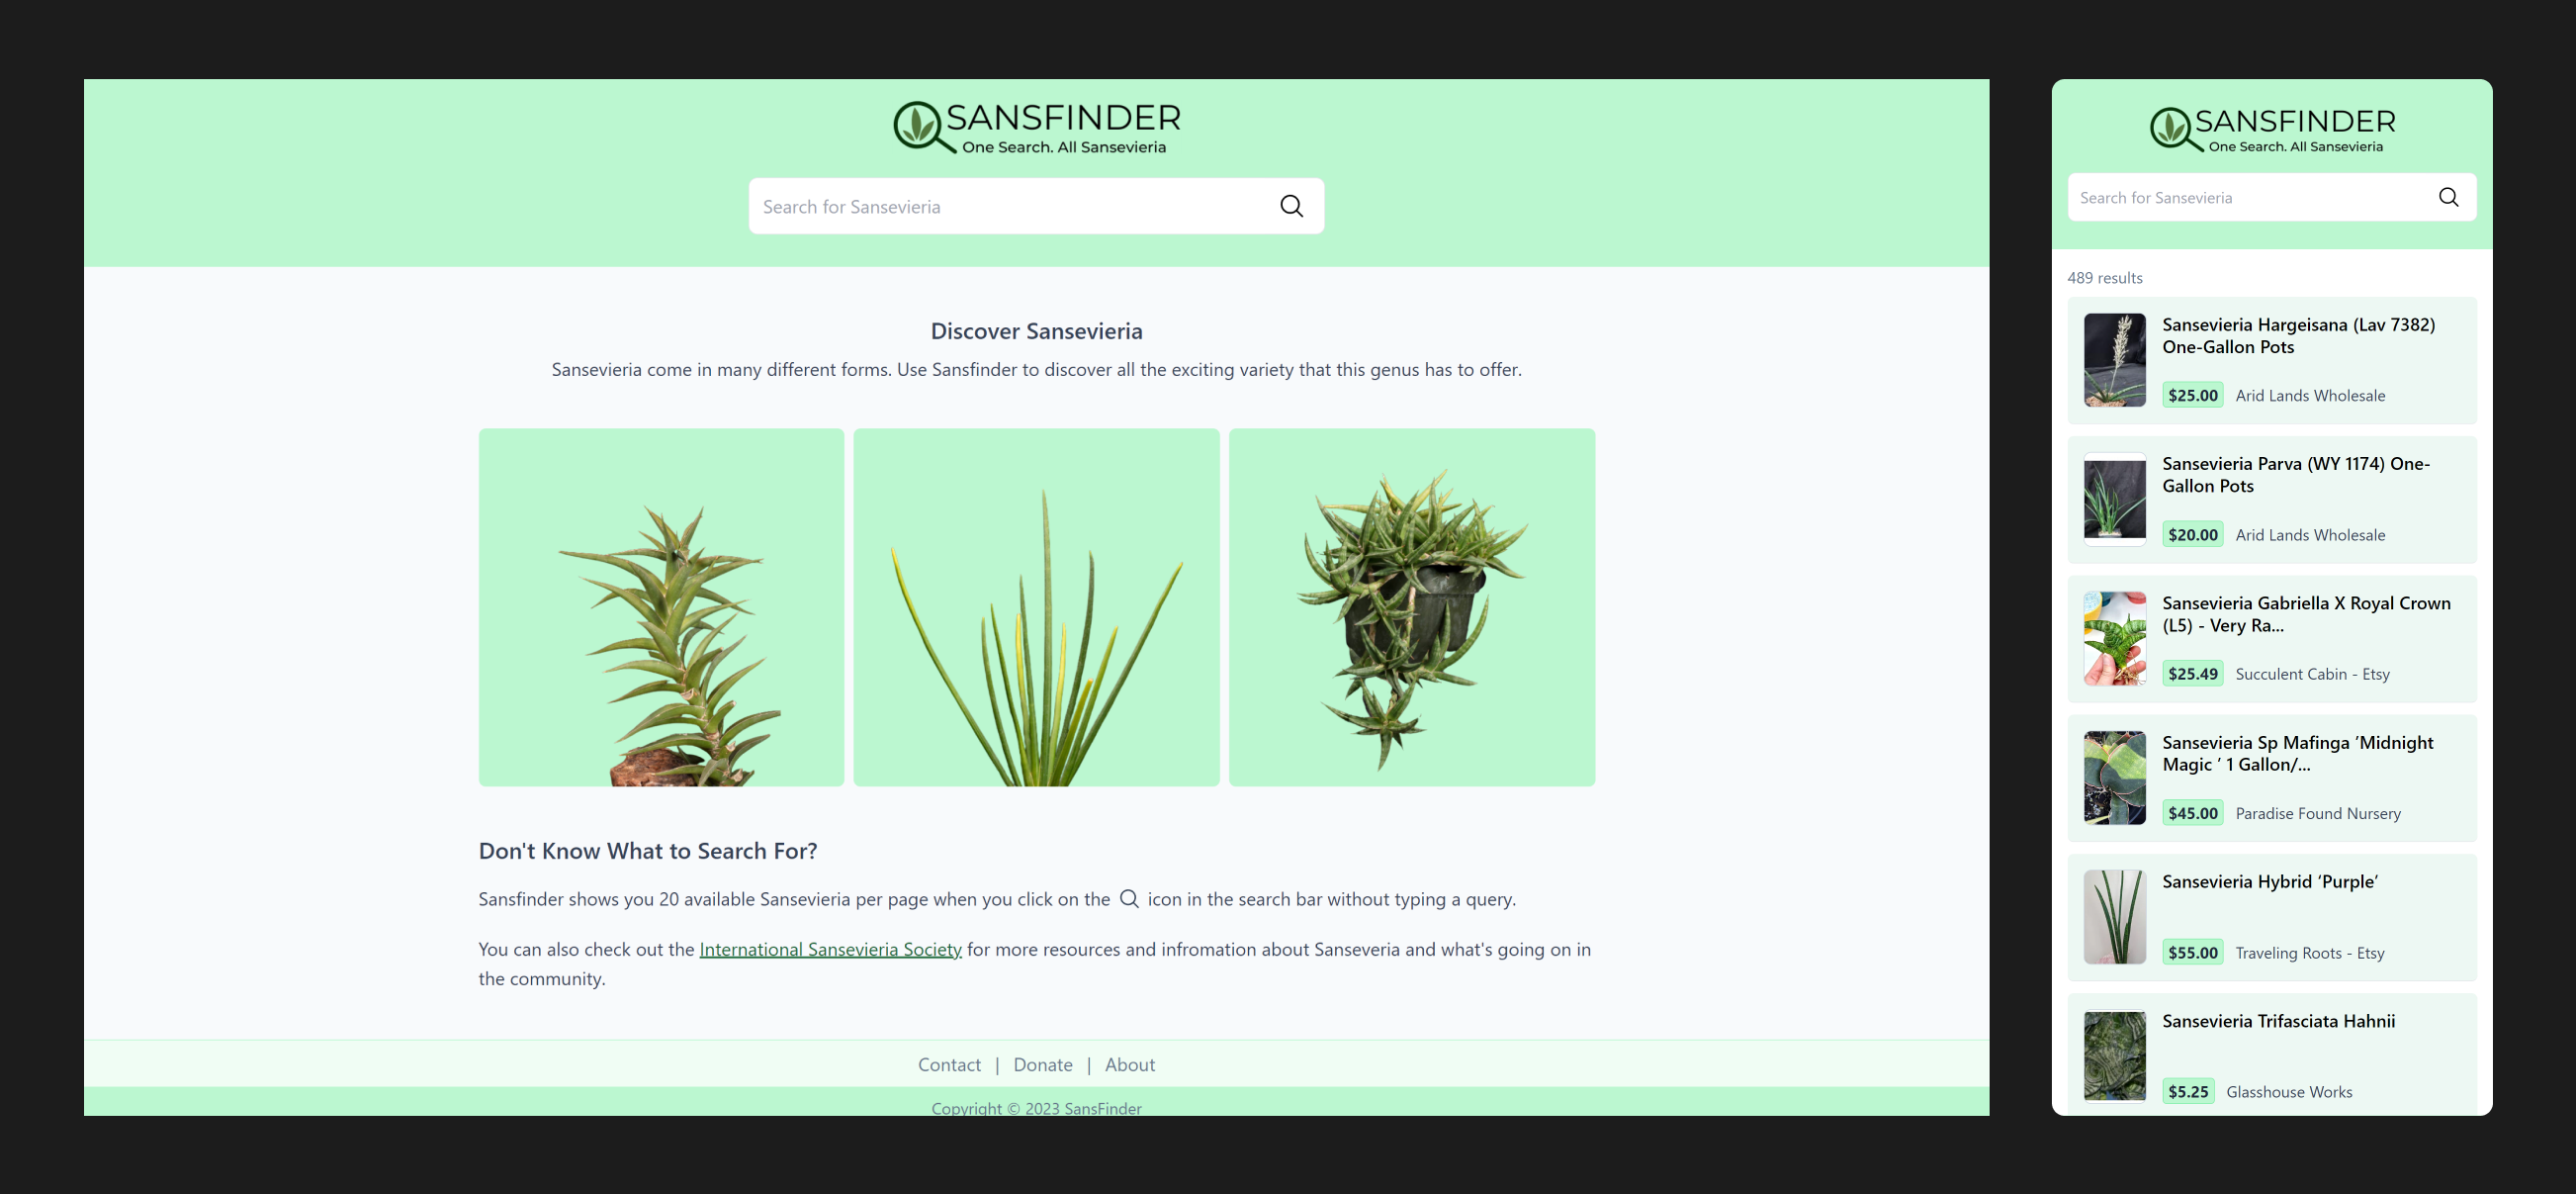 SANSFINDER
One Search. All Sansevieria
Search for Sansevieria
Discover Sansevieria
Sansevieria come in many different forms. Use Sansfinder to discover all the exciting variety that this genus has to offer.
Don't Know What to Search For?
Sansfinder shows you 20 available Sansevieria per page when you click on the icon in the search bar without typing a query.
You can also check out the International Sansevieria Society for more resources and infromation about Sanseveria and what's going on in
the community.
Contact | Donate | About
Copyright © 2023 SansFinder
SANSFINDER
One Search. All Sansevieria
Search for Sansevieria
489 results
Sansevieria Hargeisana (Lav 7382)
One-Gallon Pots
$25.00 Arid Lands Wholesale
Sansevieria Parva (WY 1174) One-
Gallon Pots
$20.00 Arid Lands Wholesale
Sansevieria Gabriella X Royal Crown
(L5) - Very Ra...
$25.49 Succulent Cabin - Etsy
Sansevieria Sp Mafinga ’Midnight
Magic ’ 1 Gallon/...
$45.00 Paradise Found Nursery
Sansevieria Hybrid ‘Purple’
$55.00 Traveling Roots - Etsy
Sansevieria Trifasciata Hahnii
$5.25 Glasshouse Works